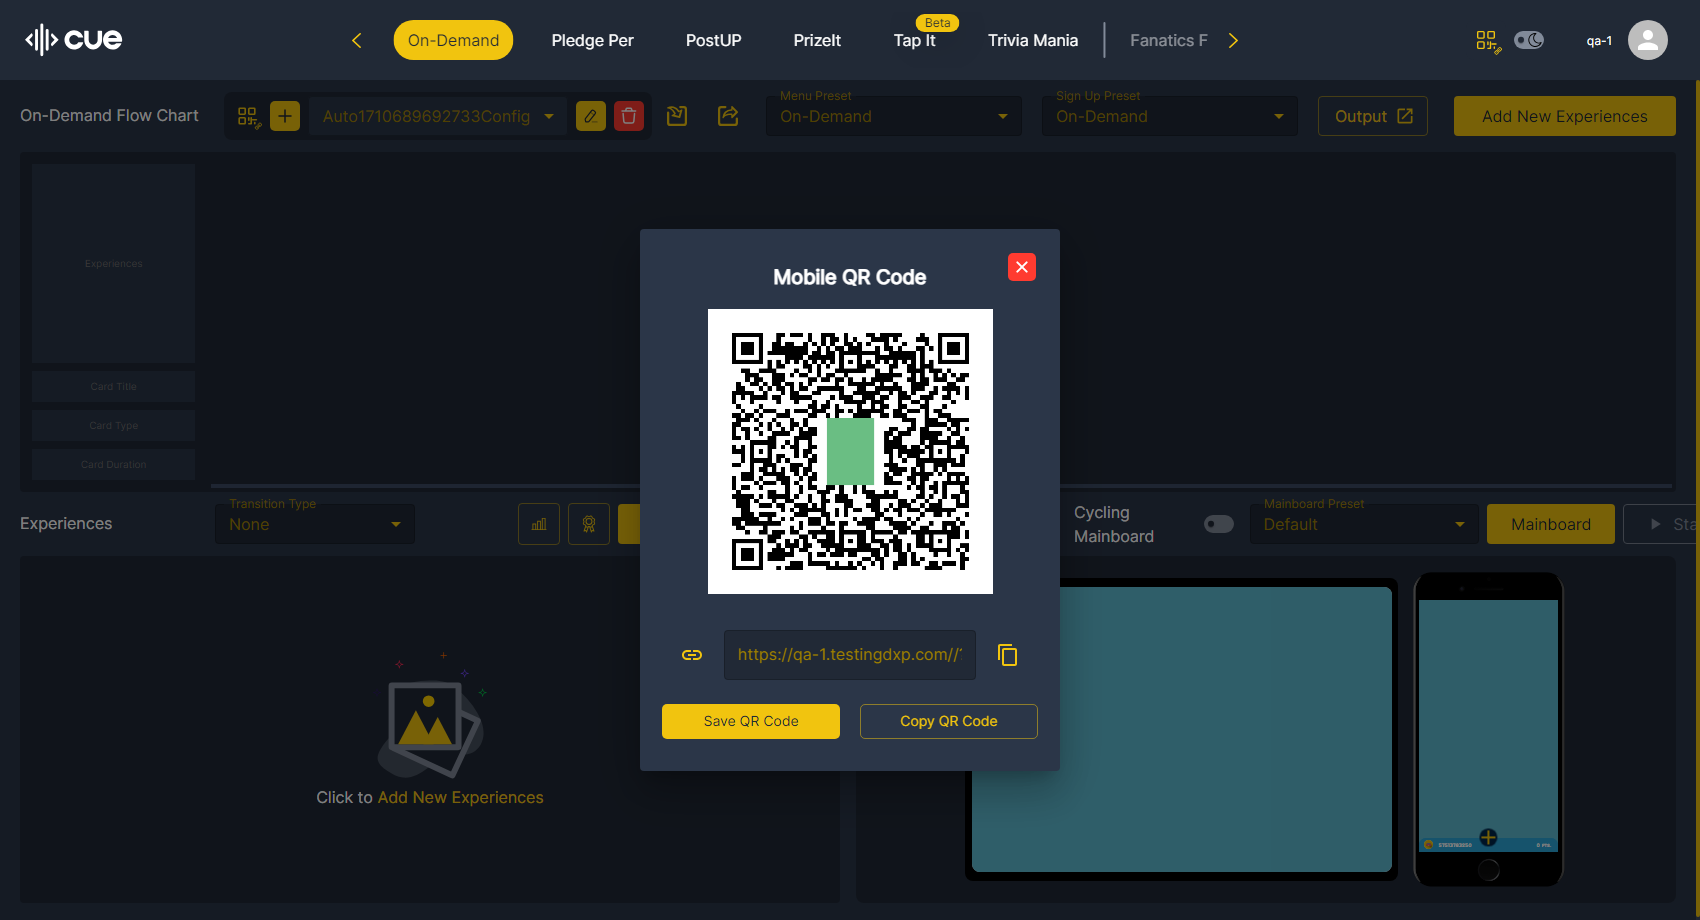 cue
On-Demand
Pledge Per
PostUP
PrizeIt
Beta
Tap It
Trivia Mania
Fanatics F
qa-1
On-Demand Flow Chart
Auto1710689692733Config
Menu Preset
On-Demand
Sign Up Preset
On-Demand
Output
Add New Experiences
Experiences
Card Title
Card Type
Card Duration
Mobile QR Code
https://qa-1.testingdxp.com//?
Save QR Code
Copy QR Code
Experiences
Transition Type
None
Cycling
Mainboard
Mainboard Preset
Default
Mainboard
Sta
Click to Add New Experiences
0 Pts.